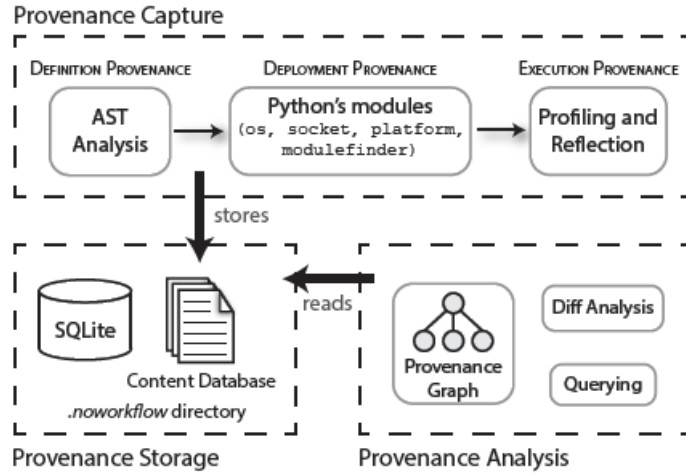 Provenance Capture
DEFINITION PROVENANCE
DEPLOYMENT PROVENANCE
EXECUTION PROVENANCE
AST
Analysis
Python's modules
(os, socket, platform,
modulefinder)
Profiling and
Reflection
stores
reads
SQLite
Content Database
.noworkflow directory
Provenance
Graph
Diff Analysis
Querying
Provenance Storage
Provenance Analysis